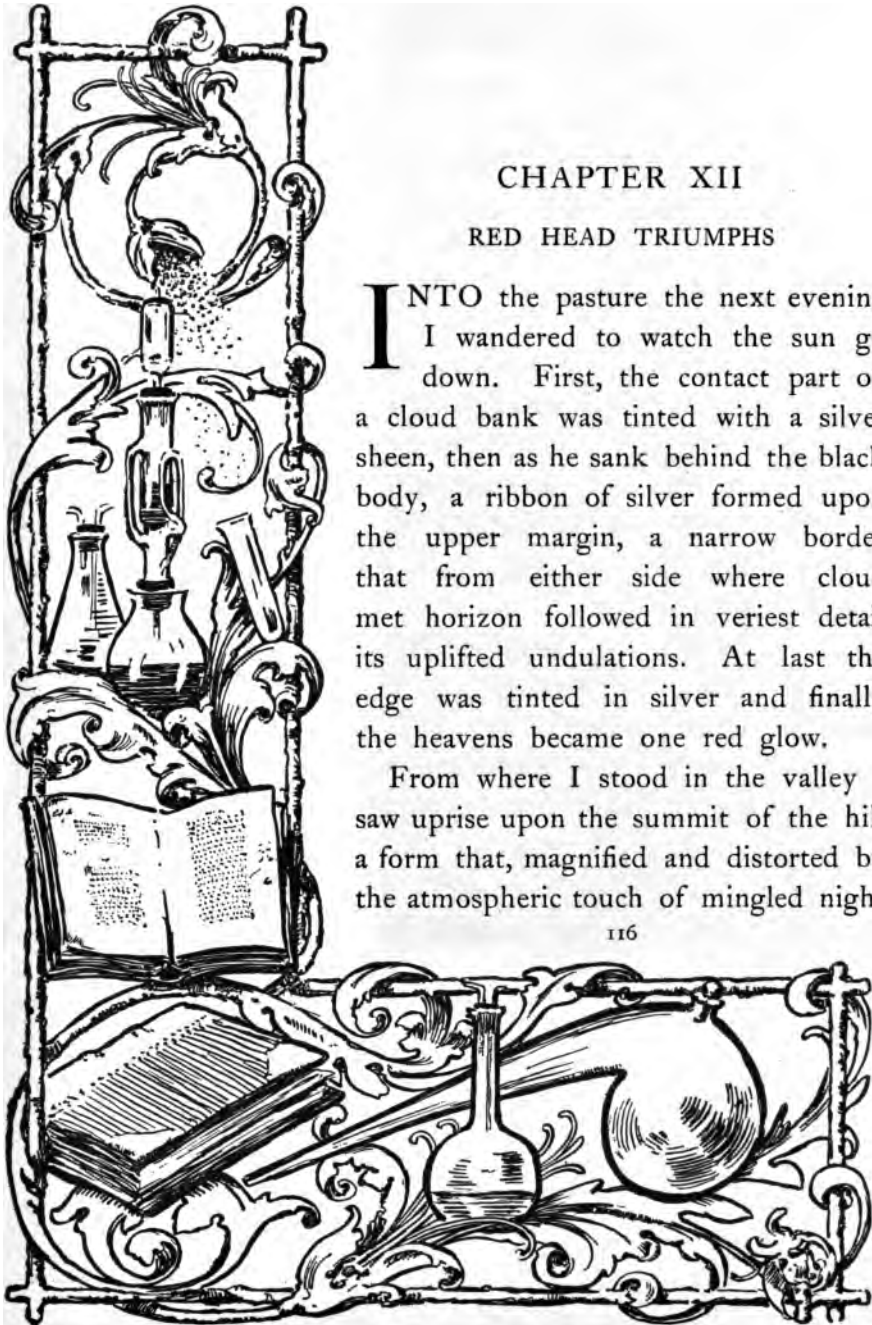 CHAPTER XII
RED HEAD TRIUMPHS
INTO the pasture the next evenin
I wandered to watch the sun g
down. First, the contact part o
a cloud bank was tinted with a silve
sheen, then as he sank behind the blac
body, a ribbon of silver formed upo
the upper margin, a narrow borde
that from either side where clou
met horizon followed in veriest detai
its uplifted undulations. At last th
edge was tinted in silver and finall
the heavens became one red glow.
From where I stood in the valley
saw uprise upon the summit of the hil
a form that, magnified and distorted b
the atmospheric touch of mingled nigh
116